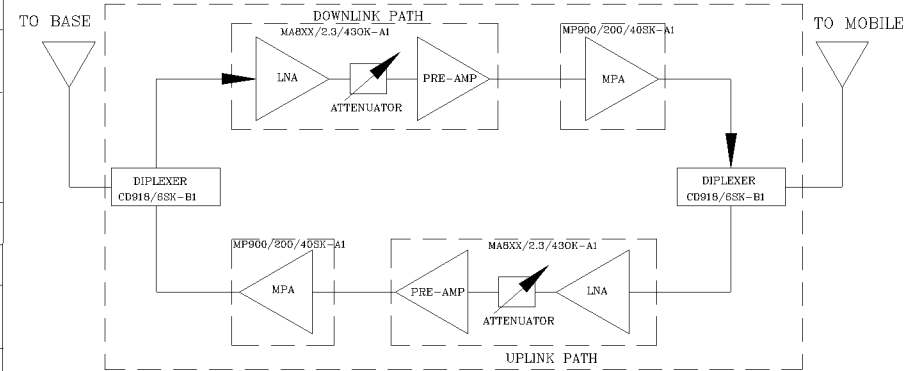 DOWNLINK PATH
TO BASE
TO MOBILE
MA8XX/2.3/430K-A1
MP900/200/40SK-A1
LNA
PRE-AMP
MPA
ATTENUATOR
DIPLEXER
CD918/6SK-B1
DIPLEXER
CD918/6SK-B1
MP900/200/40SK-A1
MA8XX/2.3/430K-A1
MPA
PRE-AMP
LNA
ATTENUATOR
UPLINK PATH